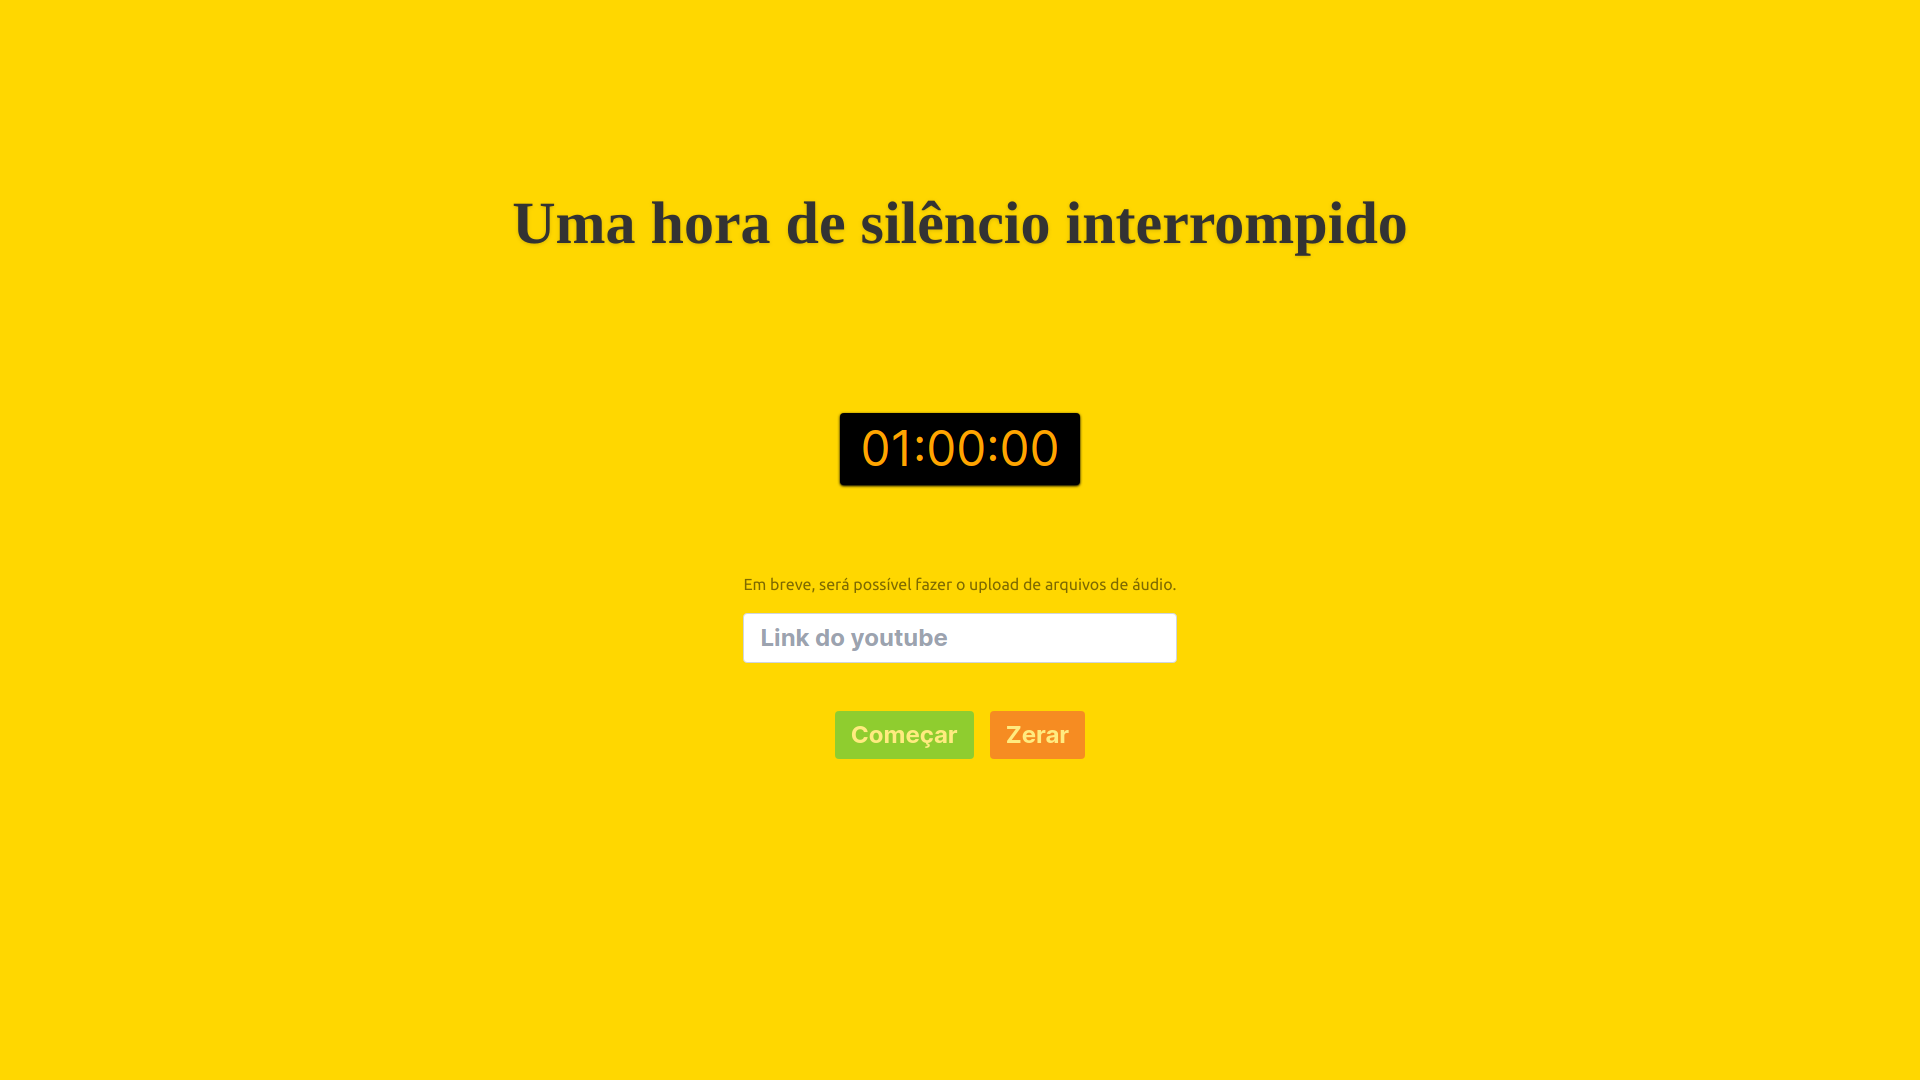 Uma hora de silêncio interrompido
01:00:00
Em breve, será possível fazer o upload de arquivos de áudio.
Link do youtube
Começar
Zerar